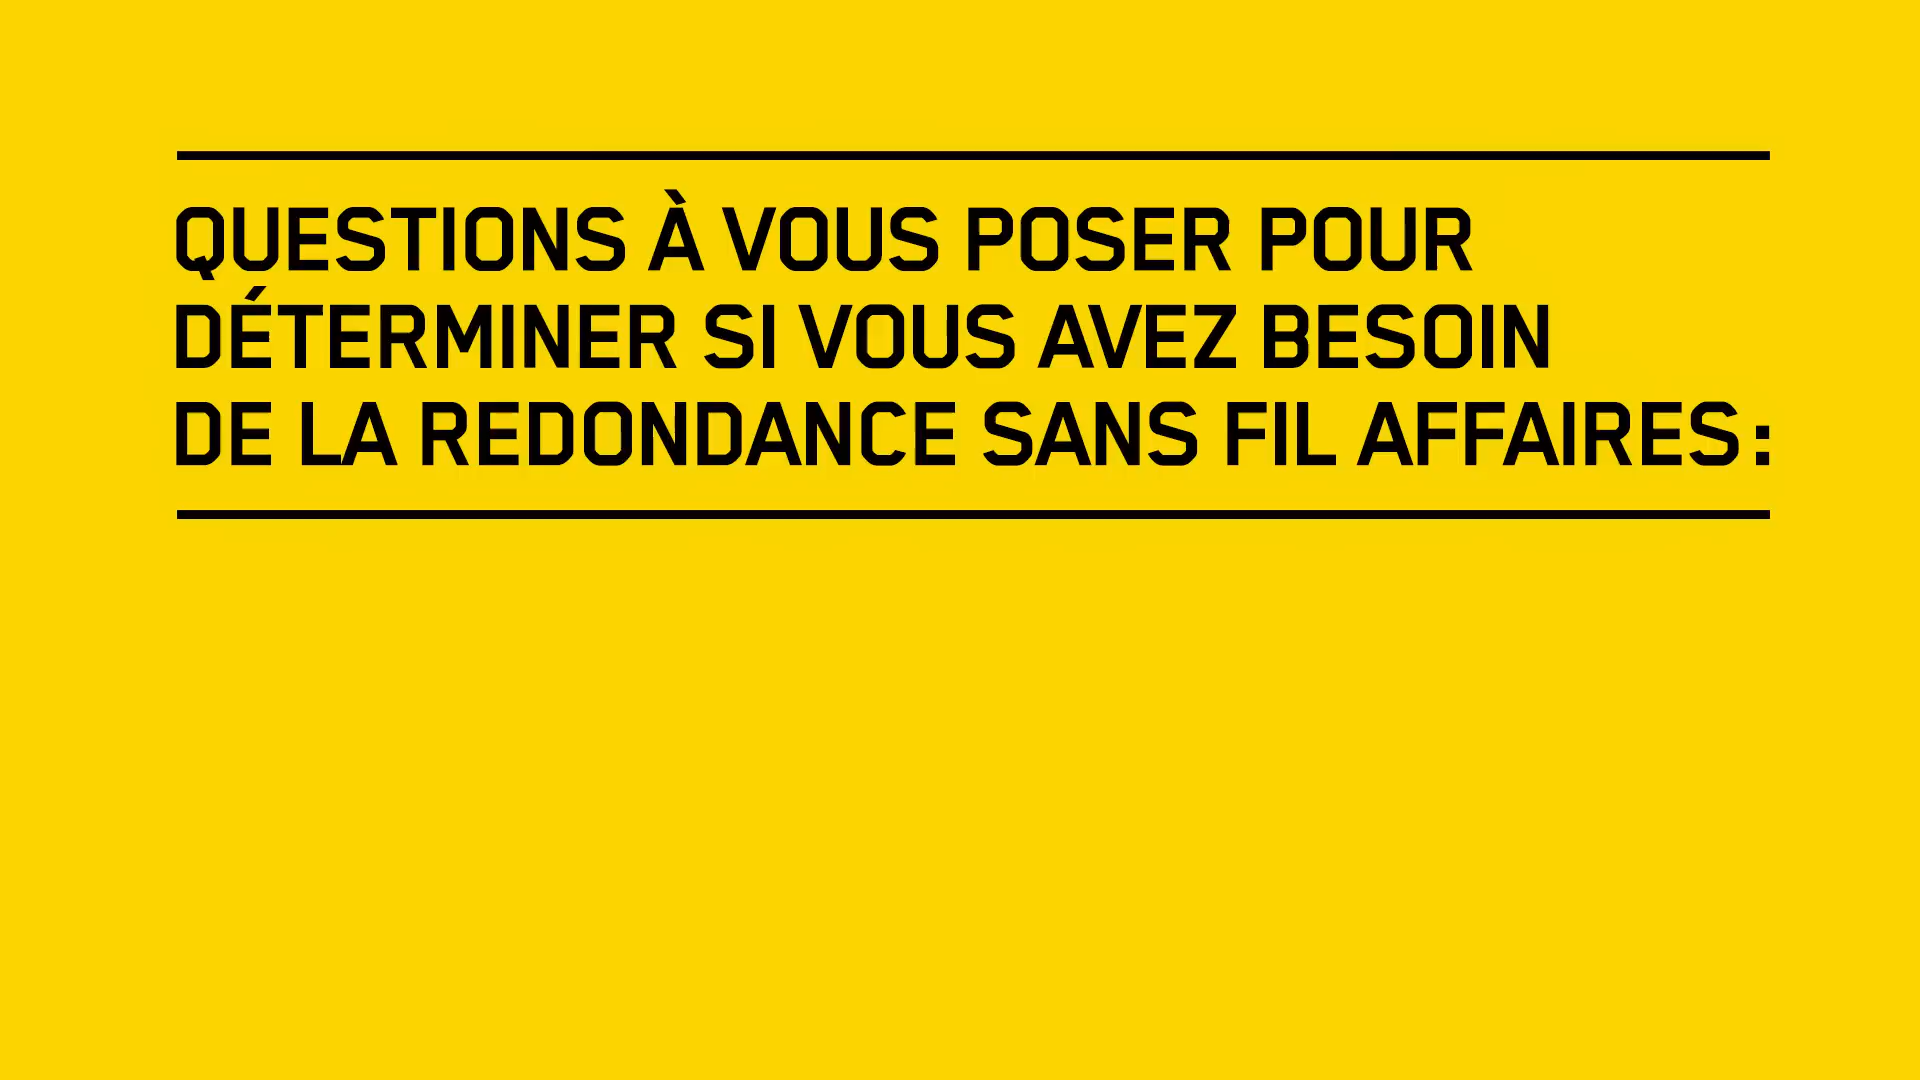 QUESTIONS À VOUS POSER POUR
DÉTERMINER SI VOUS AVEZ BESOIN
DE LA REDONDANCE SANS FIL AFFAIRES :